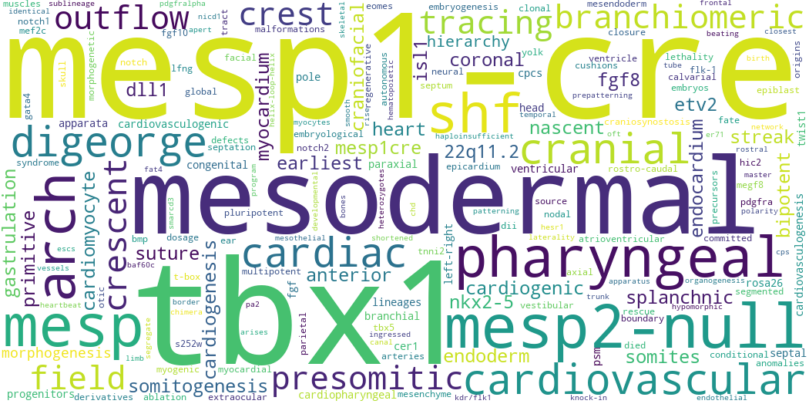 muscles identical pdgfralpha
sublineage
mef2c notch1
outflow
crest
tracing
branchiomeric
mesp1-cre
malformations
nicd1
apert tract
embryogenesis
skeletal
eomes
clonal
mesendoderm
frontal
fgf10
yolk
closure
beating
closest
morphogenetic
notch
facial
hierarchy
ventricle
tube
birth
origins
skull
dll1
lfng
pole
craniofacial
regenerative
autonomous
hematopoietic
isl1
coronal
cushions
flk-1
calvarial
epiblast
global
helix-loop-helix
rise
cpcs
septum
neural
lethality
embryos
prepatterning
gata4
apparata
cardiovasculogenic
myocardium
myocytes
smooth
embryological
shf
fgf8
etv2
fate
craniosynostosis
twist1
digeorge
defects
septation
notch2
heart
head
nascent
temporal
oft
er71
network
syndrome
congenital
haploinsufficient
mesp1cre
22q11.2
cranial
streak
rostral
earliest
paraxial
epicardium
ventricular
rostro-caudal
hic2
master
fat4
program
gastrulation
primitive
arch
cardiomyocyte
crescent
smarcd3
pluripotent
developmental
bones
heterozygotes
mesodermal
chd
patterning
source
nodal
endocardium
precursors
megf8
pdgfra
polarity
bipotent
cardiovasculogenesis
escs
bmp
dosage
mesothelial
shortened
dii
atrioventricular
committed
cps
vessels
suture
ear
tnni2
left-right
laterality
hesr1
heartbeat
baf60c
otic
cardiac
multipotent
anterior
pharyngeal
axial
apparatus
organogenesis
rosa26
segmented
t-box
chimera
border
tbx1
fgf
lineages
cardiogenic
nkx2-5
splanchnic
vestibular
trunk
hypomorphic
mesp
segregate
cardiogenesis
pa2
branchial
parietal
tbx5
ingressed
cer1
mesp2-null
rescue
boundary
septal
morphogenesis
limb
s252w
arises
canal
arteries
endoderm
psm
died
somites
conditional
anomalies
field
myogenic
myocardial
somitogenesis
presomitic
cardiovascular
progenitors
derivatives
ablation
extraocular
cardiopharyngeal
mesenchyme
kdr/flk1
knock-in
endothelial